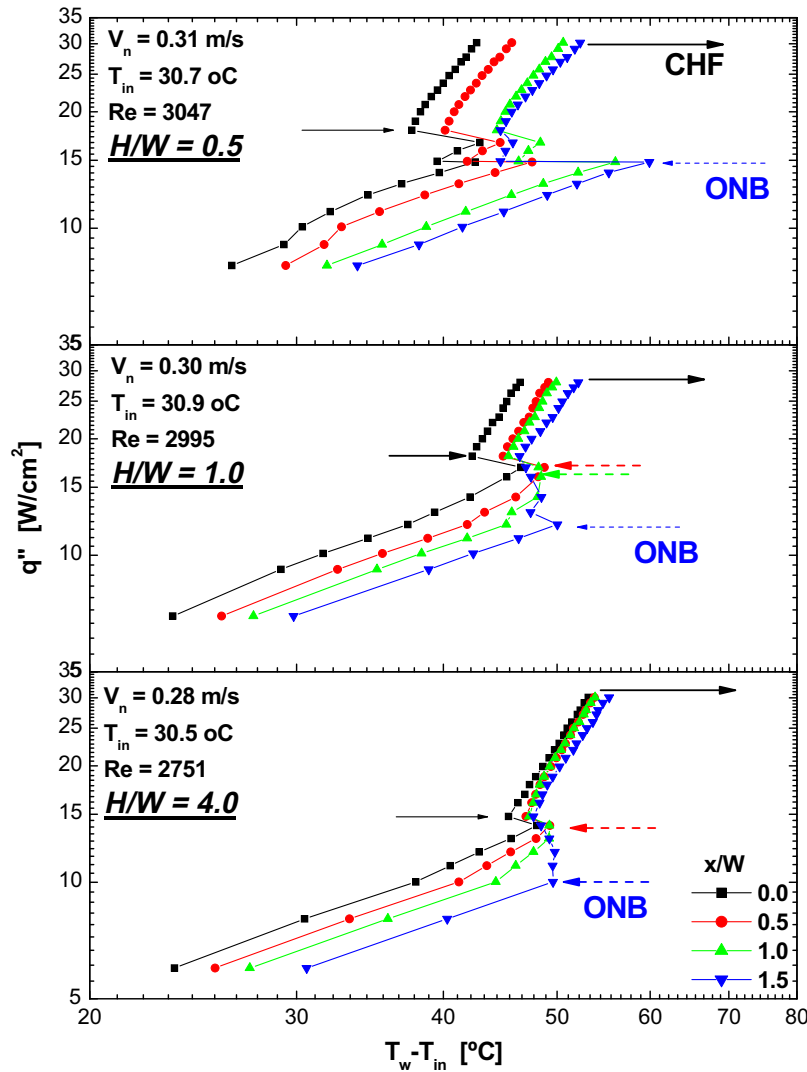 30
25
20
15
10
35
V_n = 0.31 m/s
T_in = 30.7 oC
Re = 3047
H/W = 0.5
CHF
ONB
30
25
20
15
10
35
V_n = 0.30 m/s
T_in = 30.9 oC
Re = 2995
H/W = 1.0
ONB
q" [W/cm²]
30
25
20
15
10
5
V_n = 0.28 m/s
T_in = 30.5 oC
Re = 2751
H/W = 4.0
ONB
x/W
0.0
0.5
1.0
1.5
20 30 40 50 60 70 80
T_w-T_in [ºC]